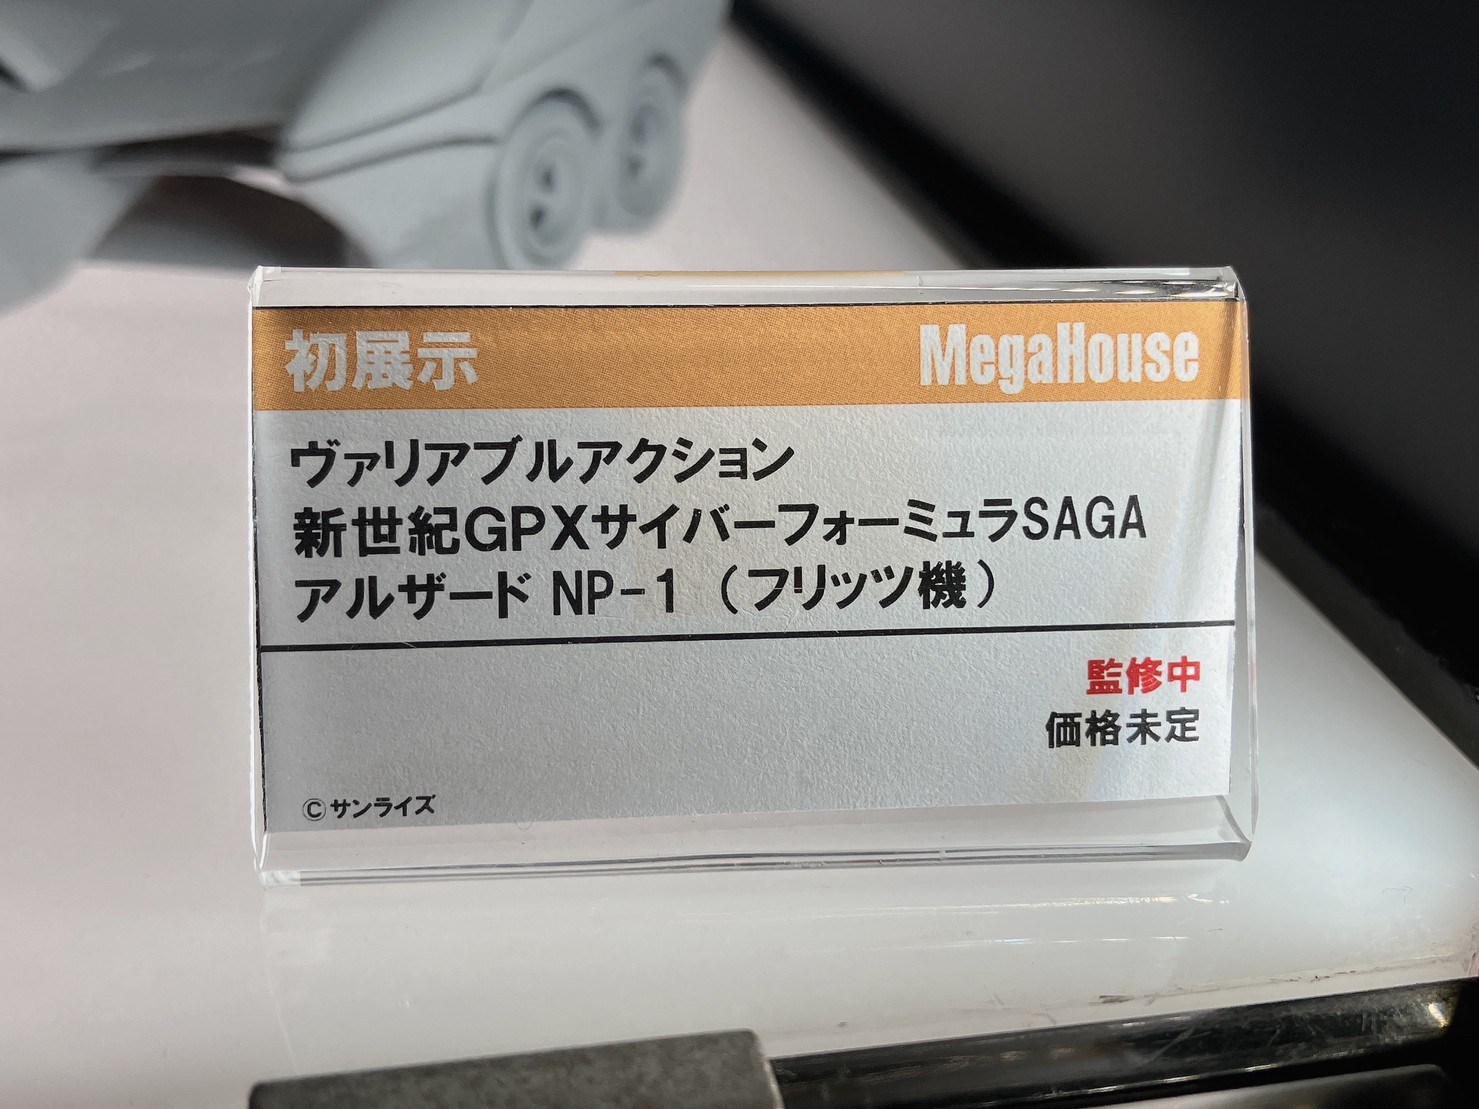 初展示 MegaHouse
ヴァリアブルアクション
新世紀GPXサイバーフォーミュラSAGA
アルザード NP-1 (フリッツ機)
監修中
価格未定
©サンライズ